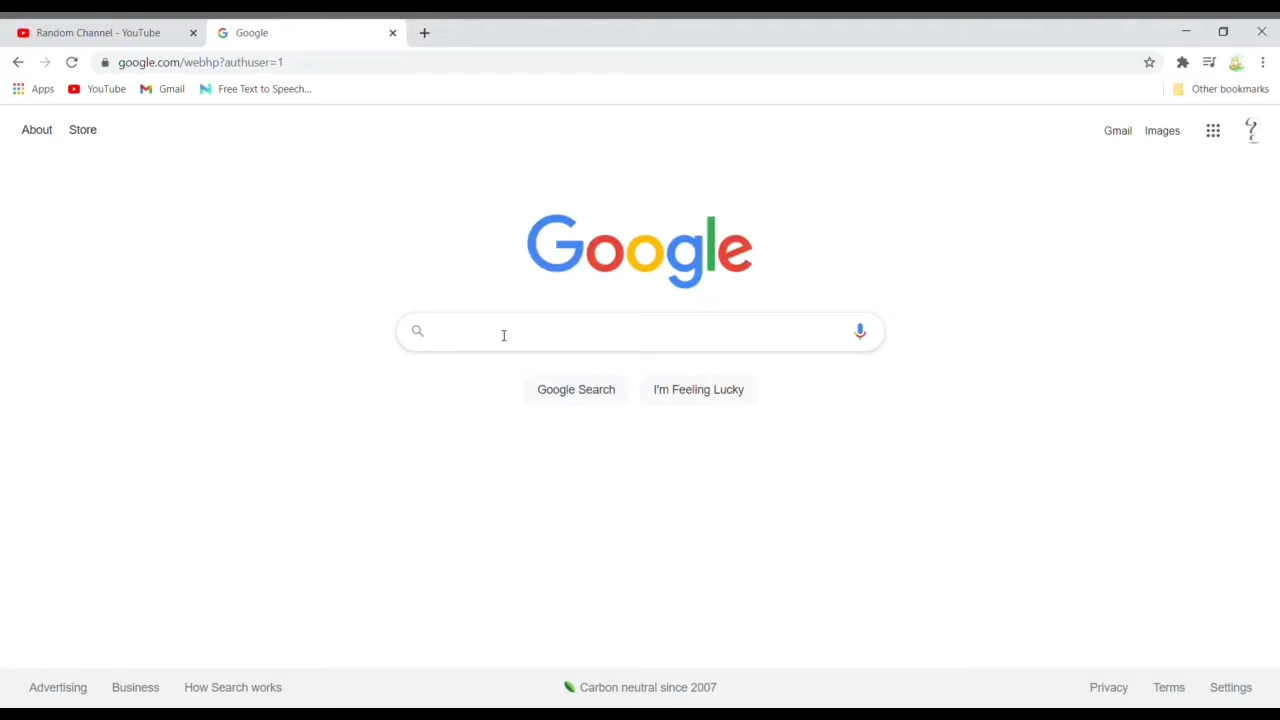 Random Channel - YouTube
Google
google.com/webhp?authuser=1
Apps YouTube Gmail Free Text to Speech... Other bookmarks
About Store Gmail Images
Google
Google Search I'm Feeling Lucky
Advertising Business How Search works Carbon neutral since 2007 Privacy Terms Settings